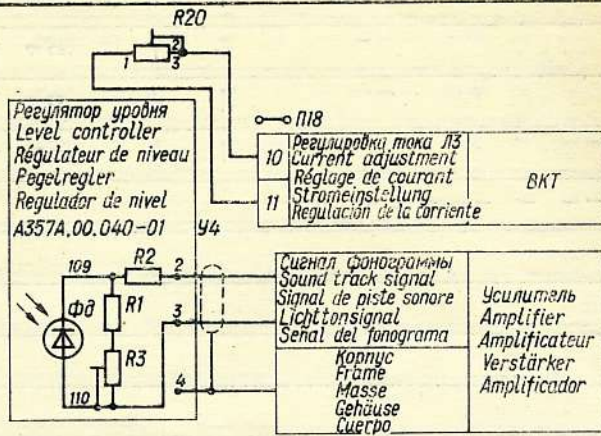 R20
1
2
3
Регулятор уровня
Level controller
Régulateur de niveau
Pegelregler
Regulador de nivel
А357А.00.040-01
У4
П18
10
11
Регулировка тока Л3
Current adjustment
Réglage de courant
Stromeinstellung
Regulación de la corriente
ВКТ
109
R2
2
ФД
R1
3
R3
110
4
Сигнал фонограммы
Sound track signal
Signal de piste sonore
Lichttonsignal
Señal del fonograma
Корпус
Frame
Masse
Gehäuse
Cuerpo
Усилитель
Amplifier
Amplificateur
Verstärker
Amplificador